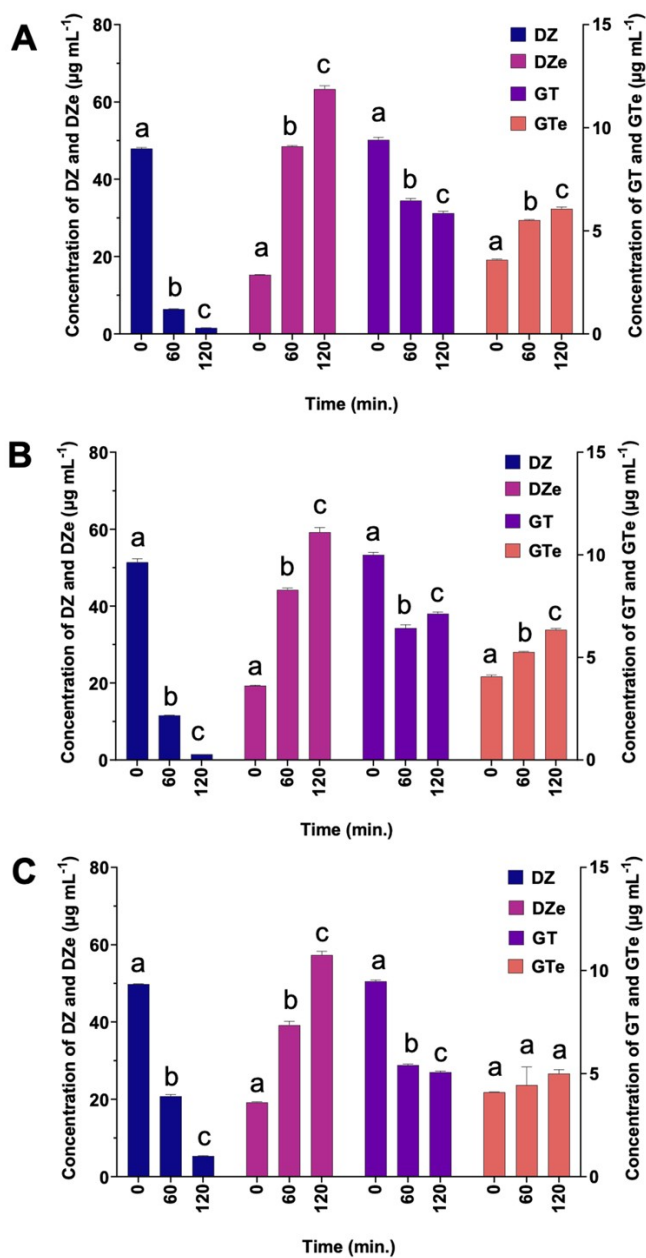 A
Concentration of DZ and DZe (µg mL-1)
80
60
40
20
0
a
b
c
a
b
c
a
b
c
a
b
c
DZ
DZe
GT
GTe
15
10
5
0
Concentration of GT and GTe (µg mL-1)
0 60 120 0 60 120 0 60 120 0 60 120
Time (min.)
B
Concentration of DZ and DZe (µg mL-1)
80
60
40
20
0
a
b
c
a
b
c
a
b
c
a
b
c
DZ
DZe
GT
GTe
15
10
5
0
Concentration of GT and GTe (µg mL-1)
0 60 120 0 60 120 0 60 120 0 60 120
Time (min.)
C
Concentration of DZ and DZe (µg mL-1)
80
60
40
20
0
a
b
c
a
b
c
a
b
c
a
a
a
DZ
DZe
GT
GTe
15
10
5
0
Concentration of GT and GTe (µg mL-1)
0 60 120 0 60 120 0 60 120 0 60 120
Time (min.)